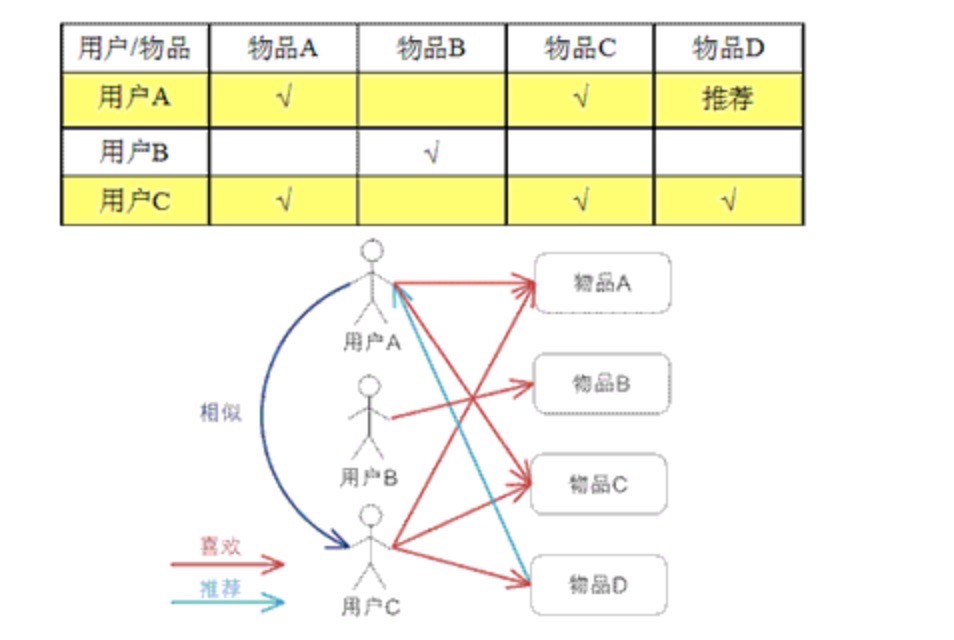 用户/物品 物品A 物品B 物品C 物品D
用户A √ √ 推荐
用户B √
用户C √ √ √
物品A
用户A
物品B
相似
用户B
物品C
喜欢
推荐
物品D
用户C